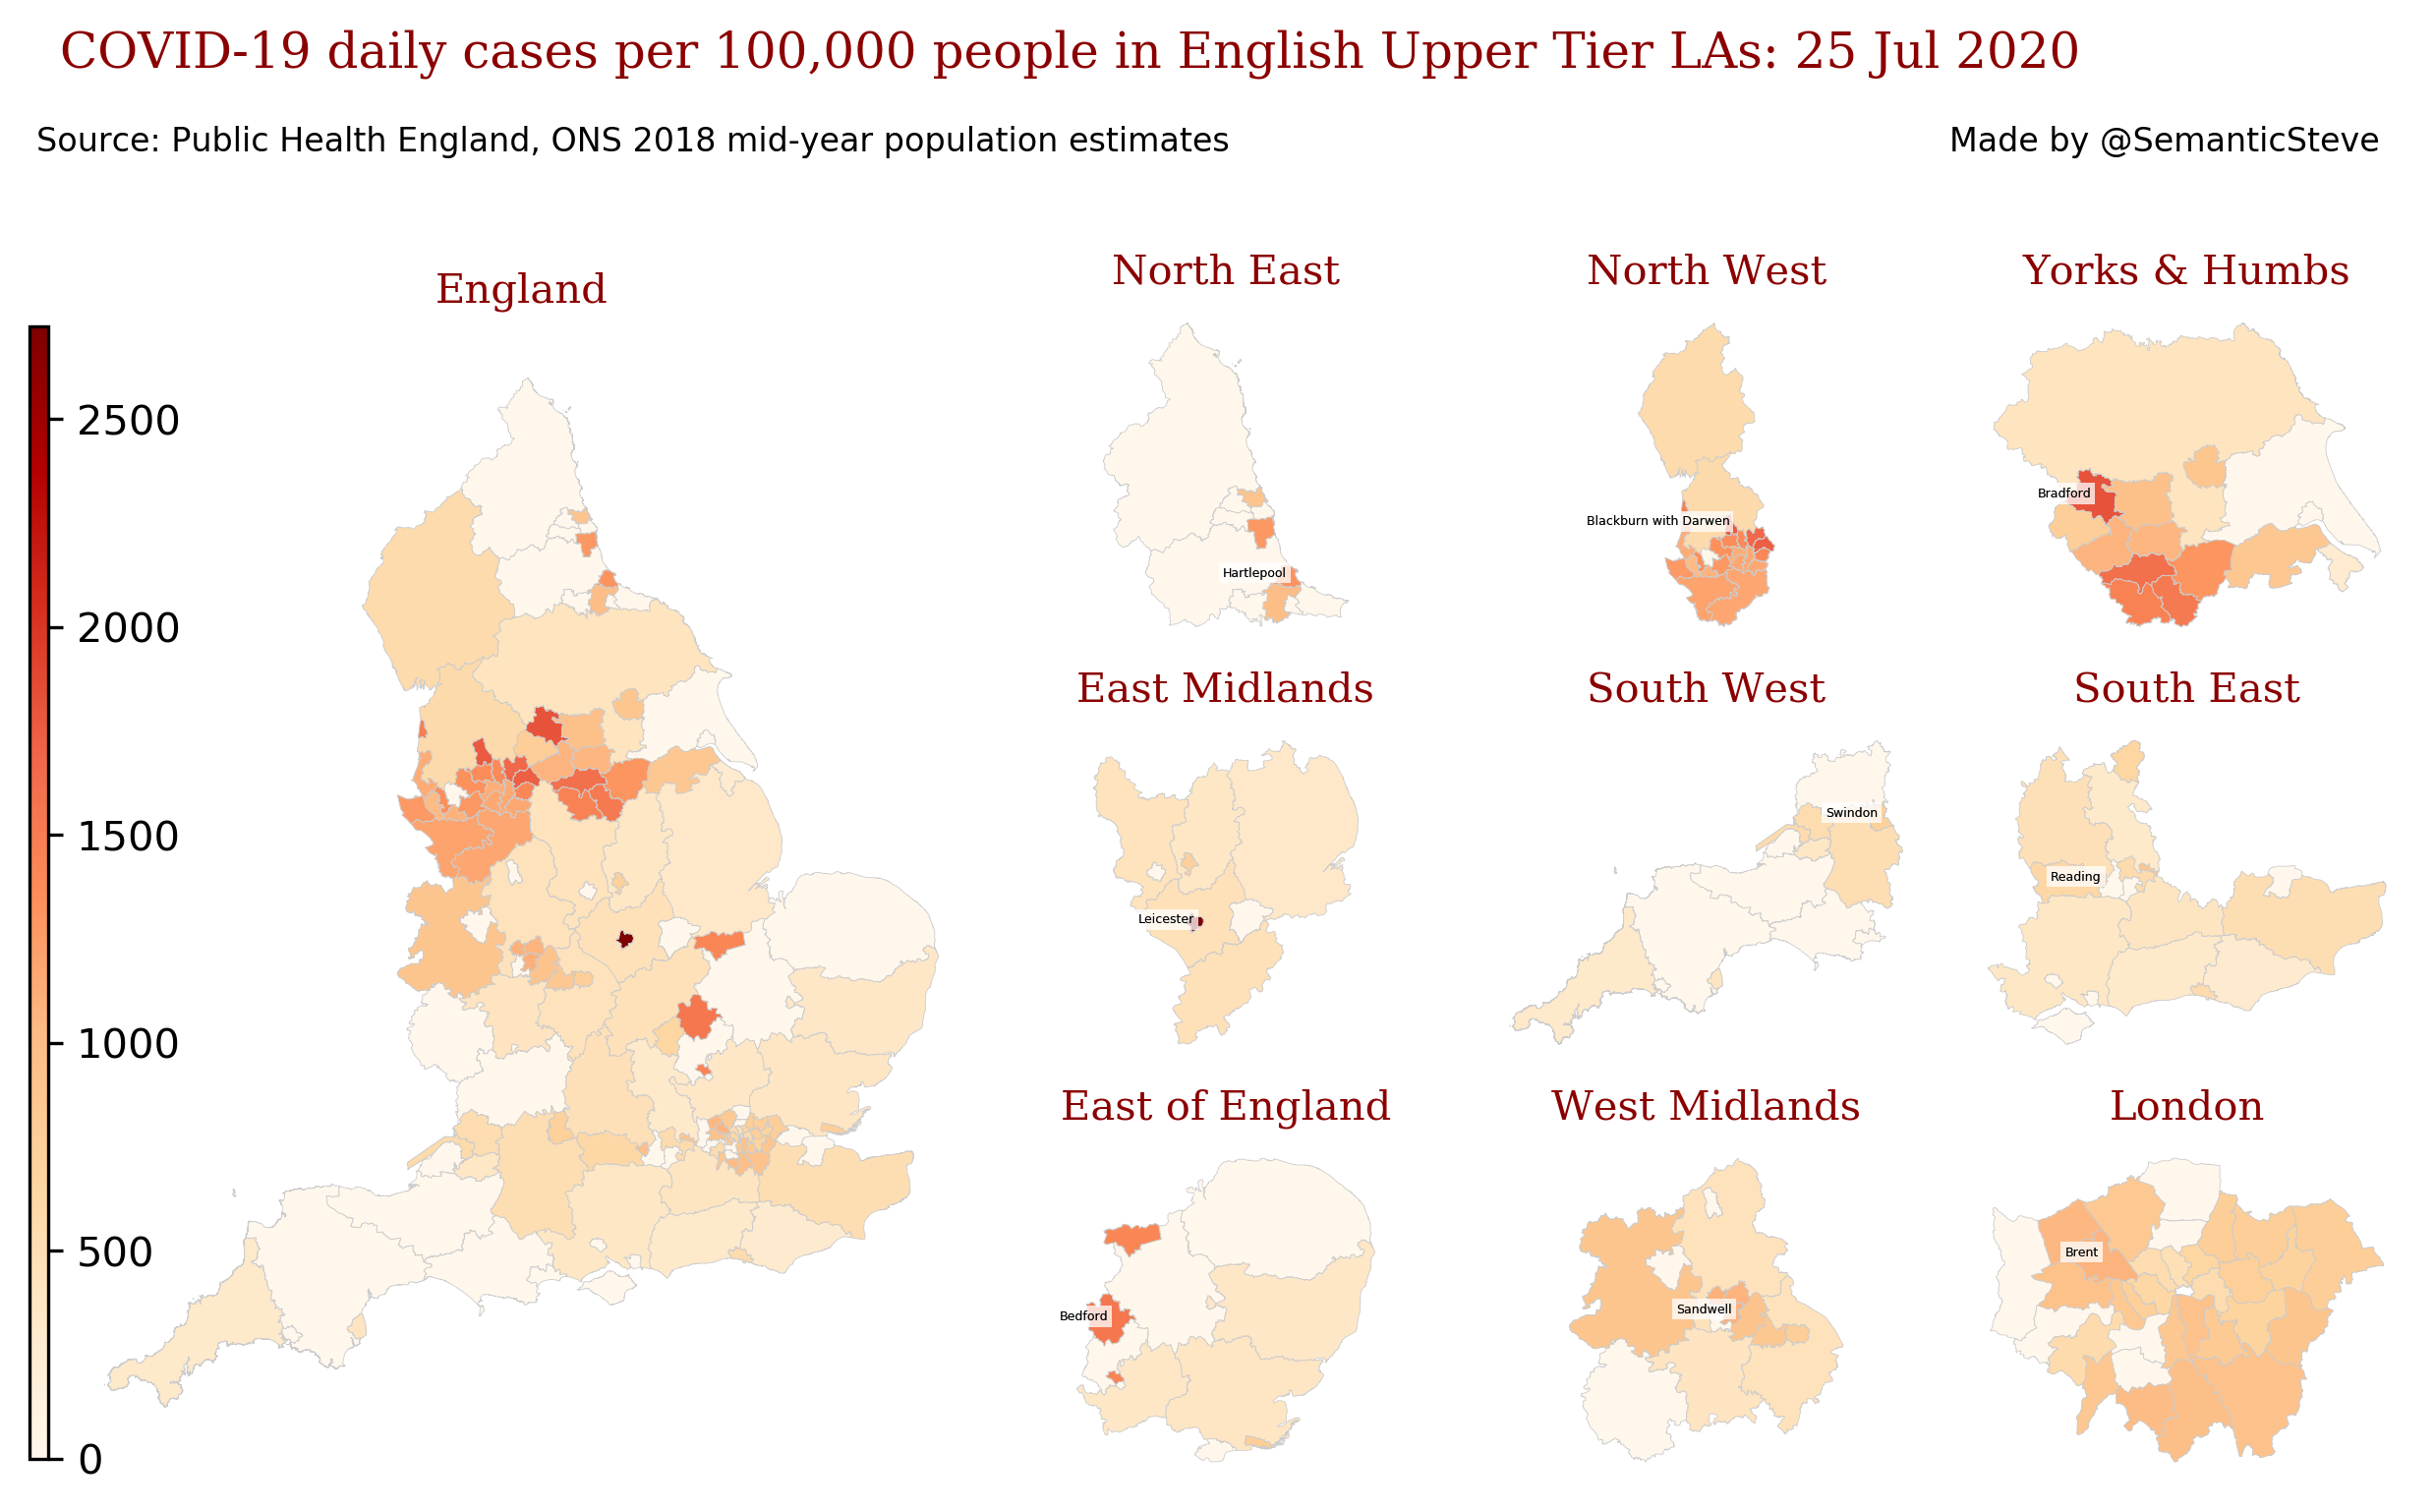 COVID-19 daily cases per 100,000 people in English Upper Tier LAs: 25 Jul 2020
Source: Public Health England, ONS 2018 mid-year population estimates
Made by @SemanticSteve
England
2500
2000
1500
1000
500
0
North East
Hartlepool
North West
Blackburn with Darwen
Yorks & Humbs
Bradford
East Midlands
Leicester
South West
Swindon
South East
Reading
East of England
Bedford
West Midlands
Sandwell
London
Brent